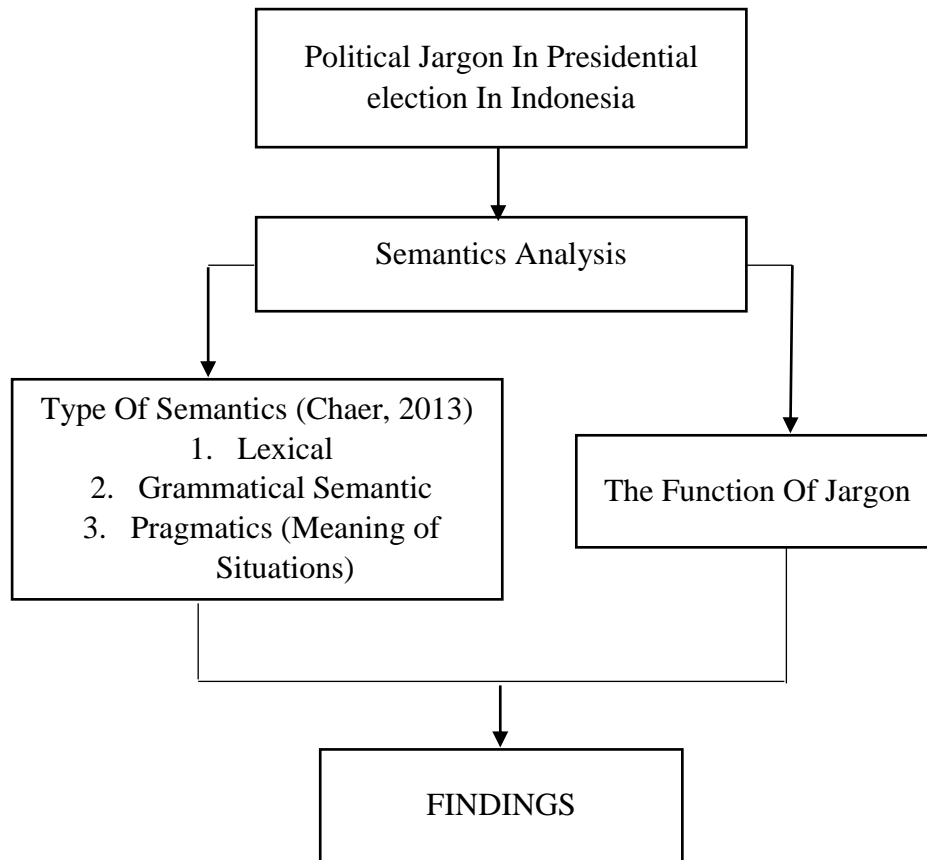 Political Jargon In Presidential
election In Indonesia
Semantics Analysis
Type Of Semantics (Chaer, 2013)
1. Lexical
2. Grammatical Semantic
3. Pragmatics (Meaning of
Situations)
The Function Of Jargon
FINDINGS